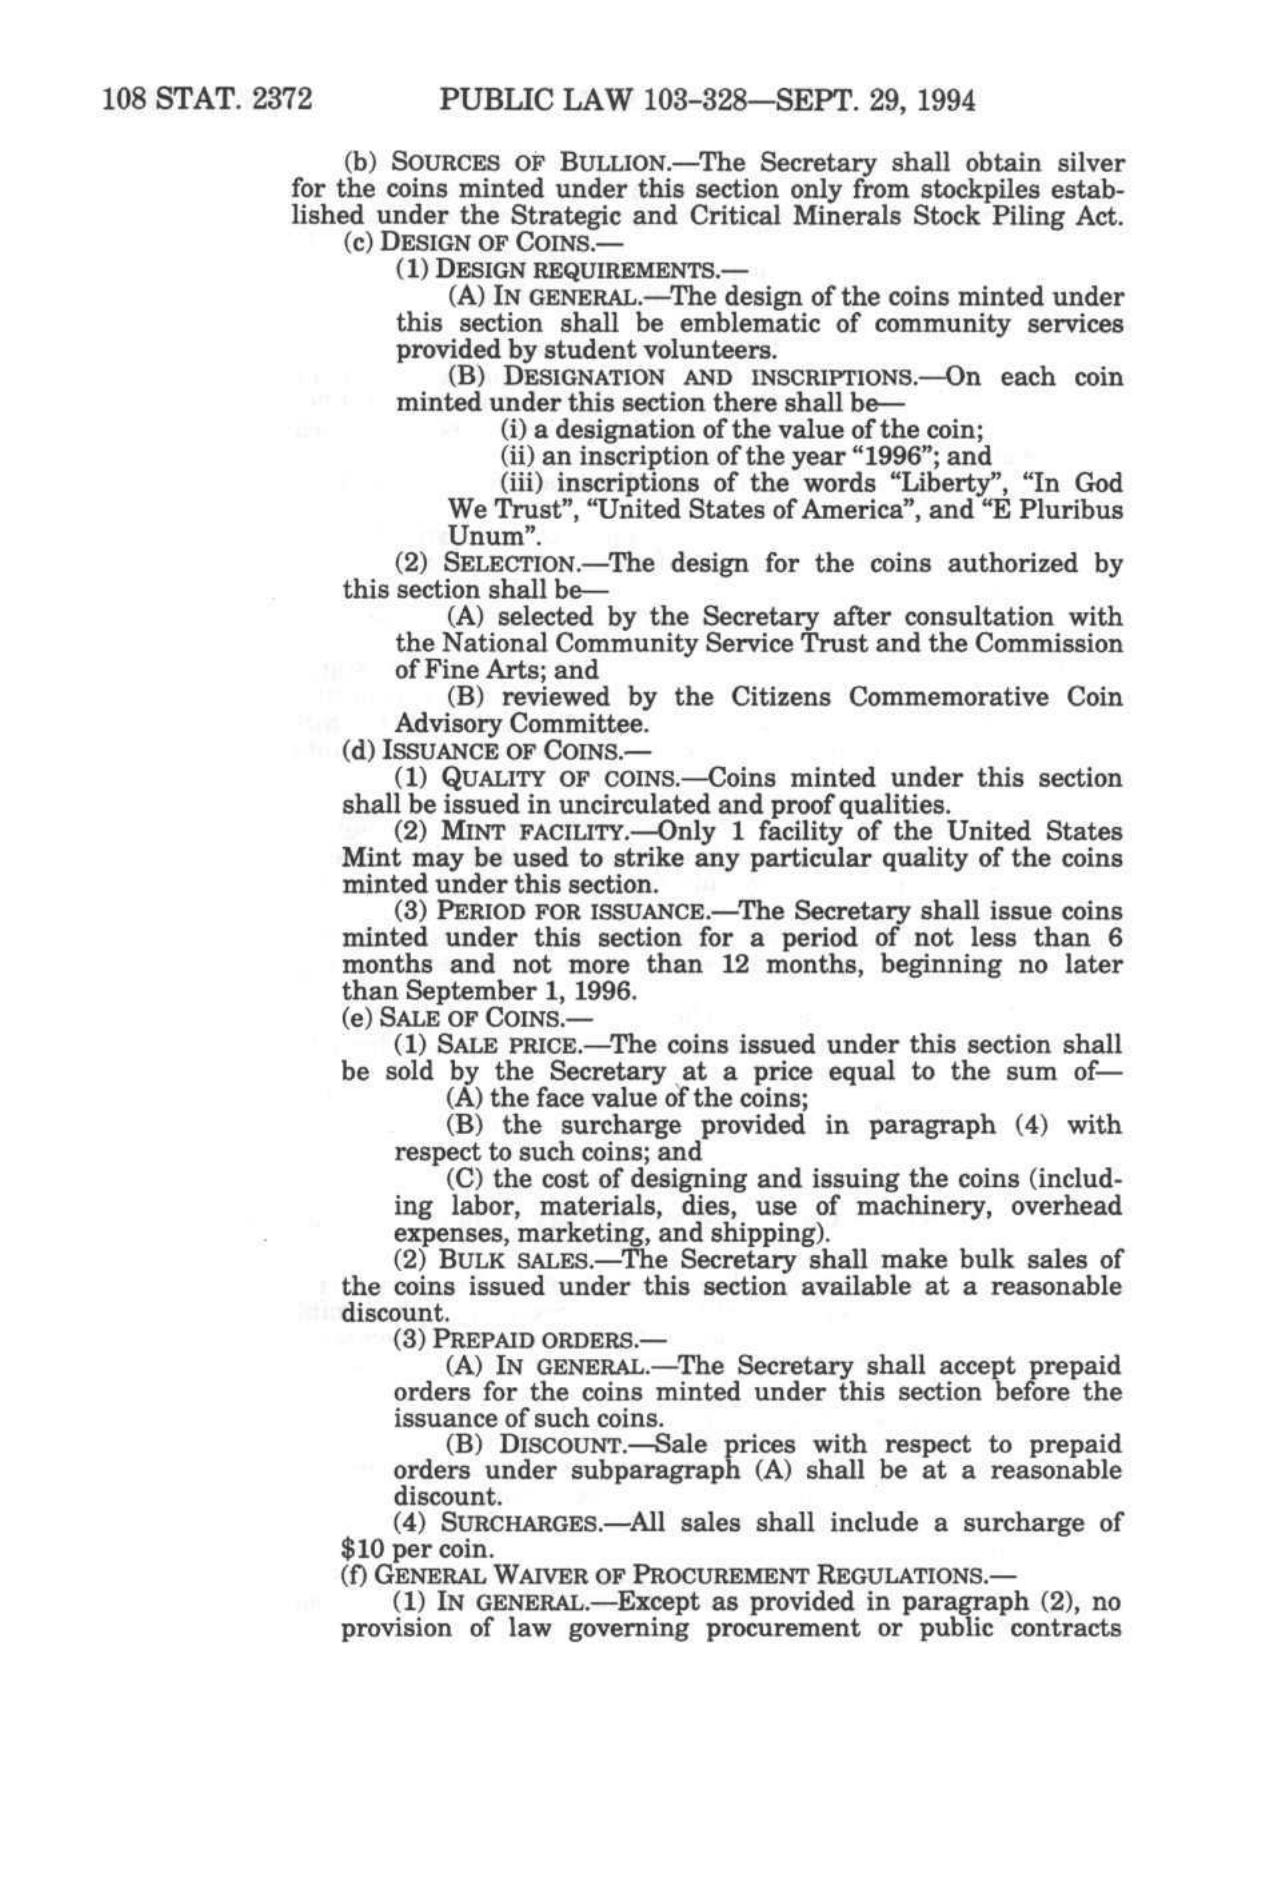 108 STAT. 2372 PUBLIC LAW 103–328—SEPT. 29, 1994
(b) SOURCES OF BULLION.—The Secretary shall obtain silver
for the coins minted under this section only from stockpiles estab-
lished under the Strategic and Critical Minerals Stock Piling Act.
(c) DESIGN OF COINS.—
(1) DESIGN REQUIREMENTS.—
(A) IN GENERAL.—The design of the coins minted under
this section shall be emblematic of community services
provided by student volunteers.
(B) DESIGNATION AND INSCRIPTIONS.—On each coin
minted under this section there shall be—
(i) a designation of the value of the coin;
(ii) an inscription of the year “1996”; and
(iii) inscriptions of the words “Liberty”, “In God
We Trust”, “United States of America”, and “E Pluribus
Unum”.
(2) SELECTION.—The design for the coins authorized by
this section shall be—
(A) selected by the Secretary after consultation with
the National Community Service Trust and the Commission
of Fine Arts; and
(B) reviewed by the Citizens Commemorative Coin
Advisory Committee.
(d) ISSUANCE OF COINS.—
(1) QUALITY OF COINS.—Coins minted under this section
shall be issued in uncirculated and proof qualities.
(2) MINT FACILITY.—Only 1 facility of the United States
Mint may be used to strike any particular quality of the coins
minted under this section.
(3) PERIOD FOR ISSUANCE.—The Secretary shall issue coins
minted under this section for a period of not less than 6
months and not more than 12 months, beginning no later
than September 1, 1996.
(e) SALE OF COINS.—
(1) SALE PRICE.—The coins issued under this section shall
be sold by the Secretary at a price equal to the sum of—
(A) the face value of the coins;
(B) the surcharge provided in paragraph (4) with
respect to such coins; and
(C) the cost of designing and issuing the coins (includ-
ing labor, materials, dies, use of machinery, overhead
expenses, marketing, and shipping).
(2) BULK SALES.—The Secretary shall make bulk sales of
the coins issued under this section available at a reasonable
discount.
(3) PREPAID ORDERS.—
(A) IN GENERAL.—The Secretary shall accept prepaid
orders for the coins minted under this section before the
issuance of such coins.
(B) DISCOUNT.—Sale prices with respect to prepaid
orders under subparagraph (A) shall be at a reasonable
discount.
(4) SURCHARGES.—All sales shall include a surcharge of
$10 per coin.
(f) GENERAL WAIVER OF PROCUREMENT REGULATIONS.—
(1) IN GENERAL.—Except as provided in paragraph (2), no
provision of law governing procurement or public contracts